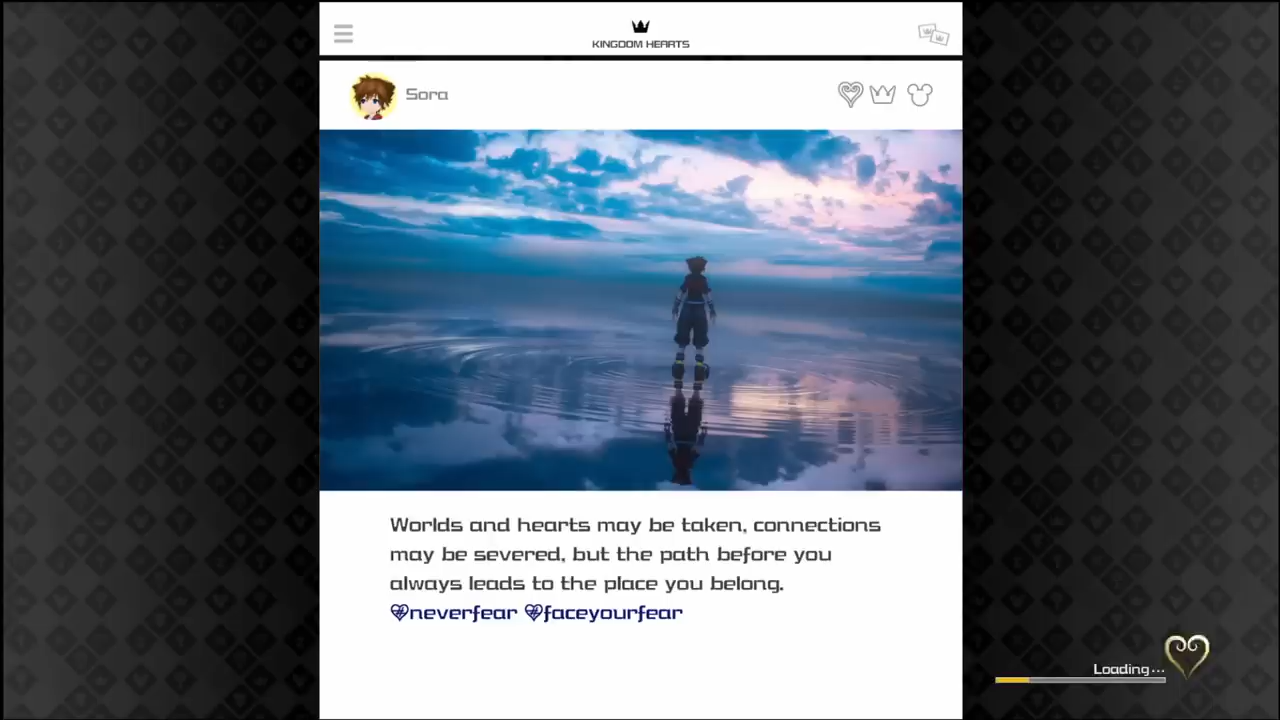 KINGDOM HEARTS
Sora
Worlds and hearts may be taken, connections
may be severed, but the path before you
always leads to the place you belong.
neverfear faceyourfear
Loading...